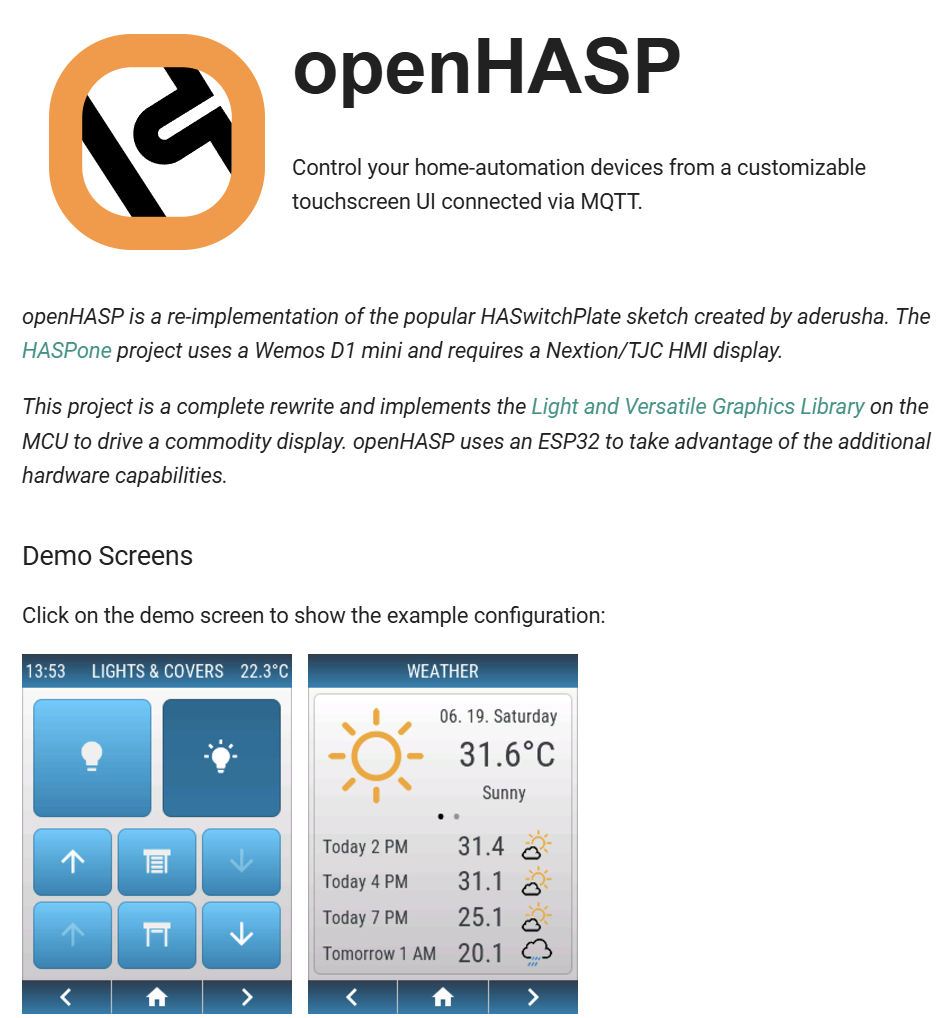 openHASP
Control your home-automation devices from a customizable
touchscreen UI connected via MQTT.
openHASP is a re-implementation of the popular HASwitchPlate sketch created by aderusha. The
HASPone project uses a Wemos D1 mini and requires a Nextion/TJC HMI display.
This project is a complete rewrite and implements the Light and Versatile Graphics Library on the
MCU to drive a commodity display. openHASP uses an ESP32 to take advantage of the additional
hardware capabilities.
Demo Screens
Click on the demo screen to show the example configuration:
13:53 LIGHTS & COVERS 22.3°C
WEATHER
06. 19. Saturday
31.6°C
Sunny
Today 2 PM 31.4
Today 4 PM 31.1
Today 7 PM 25.1
Tomorrow 1 AM 20.1